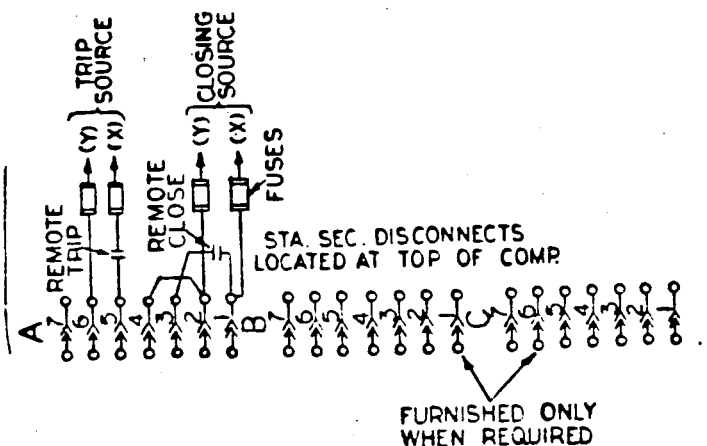 TRIP
SOURCE
(Y)
(X)
CLOSING
SOURCE
(Y)
(X)
FUSES
REMOTE
TRIP
REMOTE
CLOSE
STA. SEC. DISCONNECTS
LOCATED AT TOP OF COMP.
A
7
6
5
4
3
2
1
B
7
6
5
4
3
2
1
C
7
6
5
4
3
2
1
FURNISHED ONLY
WHEN REQUIRED